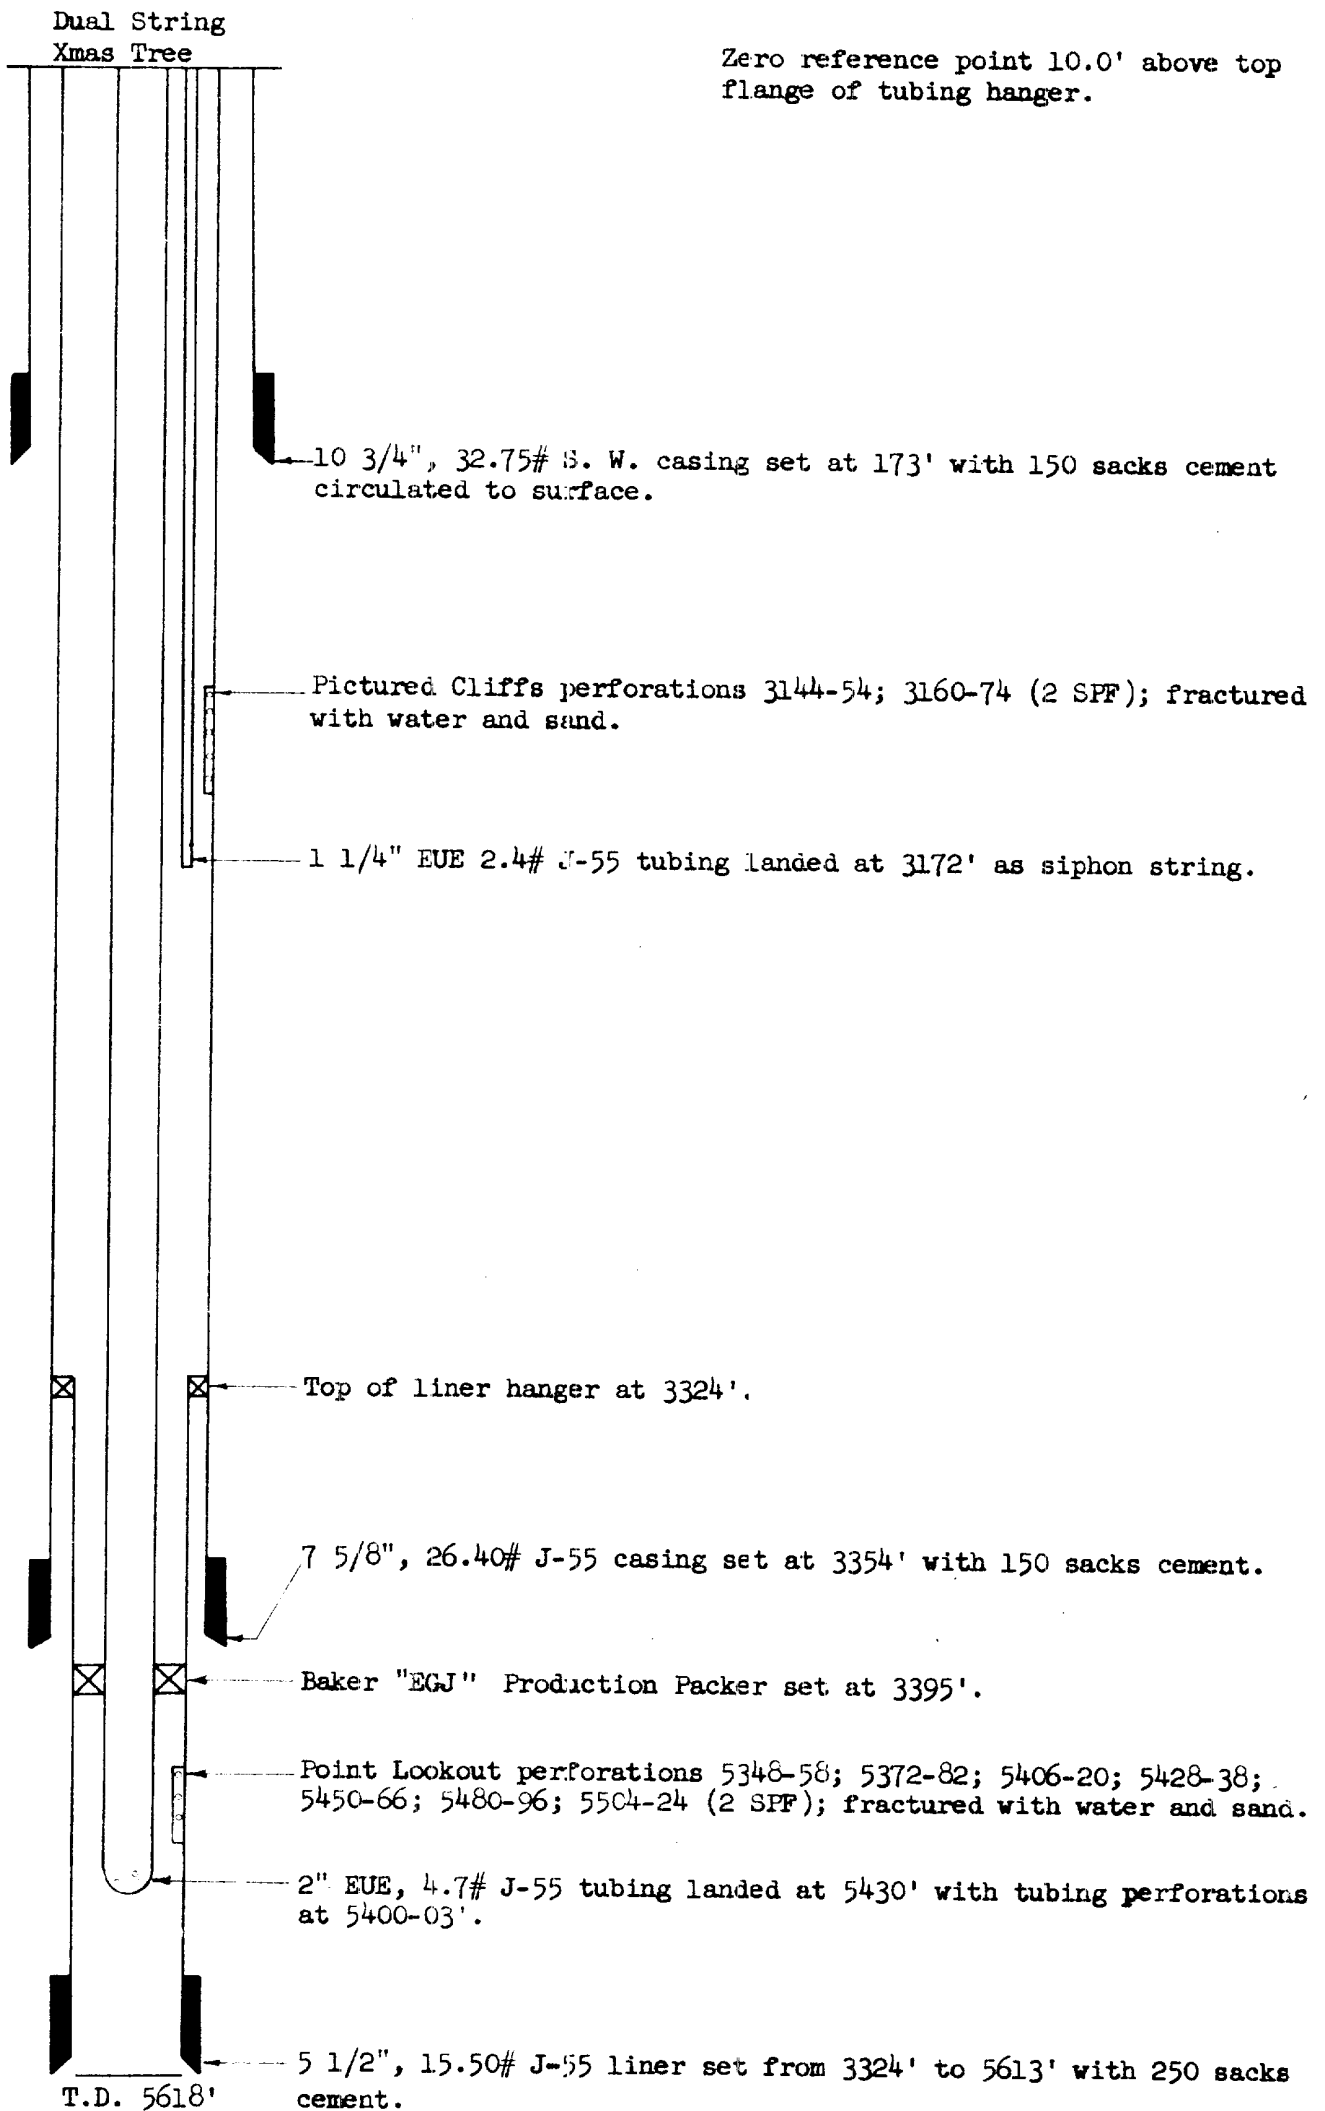 Dual String
Xmas Tree
Zero reference point 10.0' above top
flange of tubing hanger.
10 3/4", 32.75# S. W. casing set at 173' with 150 sacks cement
circulated to surface.
Pictured Cliffs perforations 3144-54; 3160-74 (2 SPF); fractured
with water and sand.
1 1/4" EUE 2.4# J-55 tubing landed at 3172' as siphon string.
Top of liner hanger at 3324'.
7 5/8", 26.40# J-55 casing set at 3354' with 150 sacks cement.
Baker "EGJ" Production Packer set at 3395'.
Point Lookout perforations 5348-58; 5372-82; 5406-20; 5428-38;
5450-66; 5480-96; 5504-24 (2 SPF); fractured with water and sand.
2" EUE, 4.7# J-55 tubing landed at 5430' with tubing perforations
at 5400-03'.
5 1/2", 15.50# J-55 liner set from 3324' to 5613' with 250 sacks
cement.
T.D. 5618'